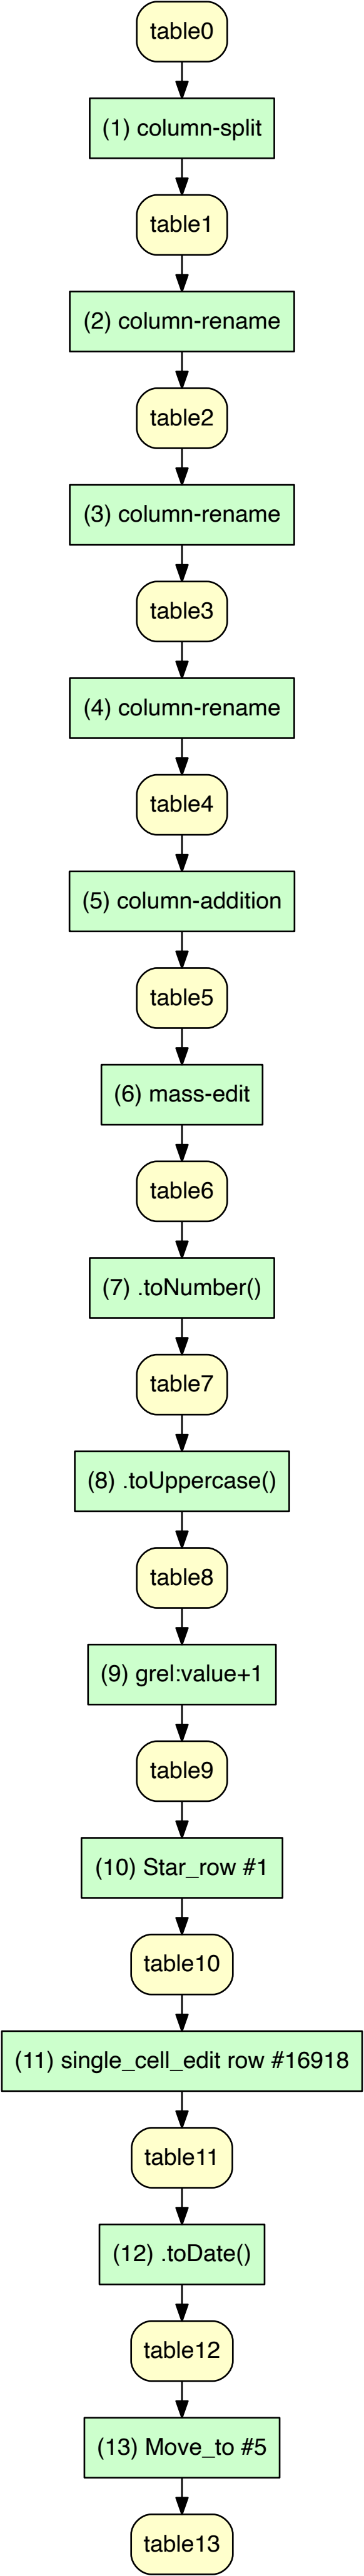 table0
(1) column-split
table1
(2) column-rename
table2
(3) column-rename
table3
(4) column-rename
table4
(5) column-addition
table5
(6) mass-edit
table6
(7) .toNumber()
table7
(8) .toUppercase()
table8
(9) grel:value+1
table9
(10) Star_row #1
table10
(11) single_cell_edit row #16918
table11
(12) .toDate()
table12
(13) Move_to #5
table13